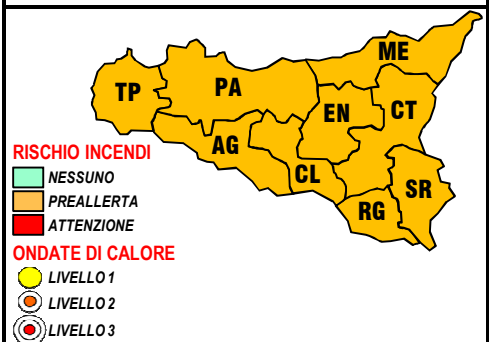 ME
TP
PA
EN
CT
AG
CL
SR
RG
RISCHIO INCENDI
NESSUNO
PREALLERTA
ATTENZIONE
ONDATE DI CALORE
LIVELLO 1
LIVELLO 2
LIVELLO 3